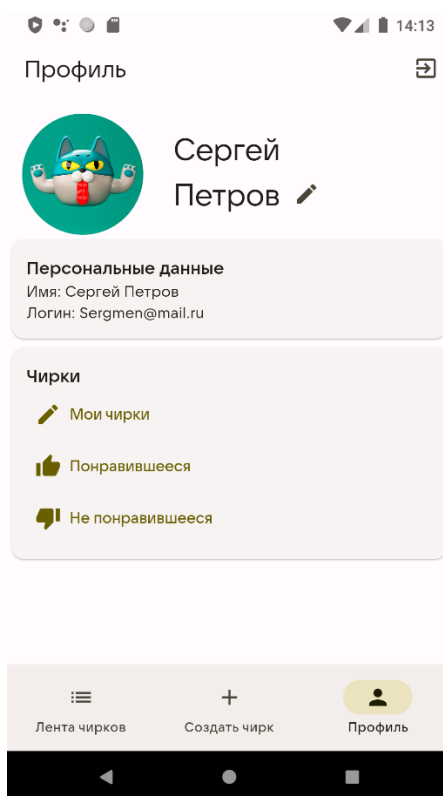 14:13
Профиль
Сергей
Петров
Персональные данные
Имя: Сергей Петров
Логин: Sergmen@mail.ru
Чирки
Мои чирки
Понравившееся
Не понравившееся
Лента чирков
Создать чирк
Профиль